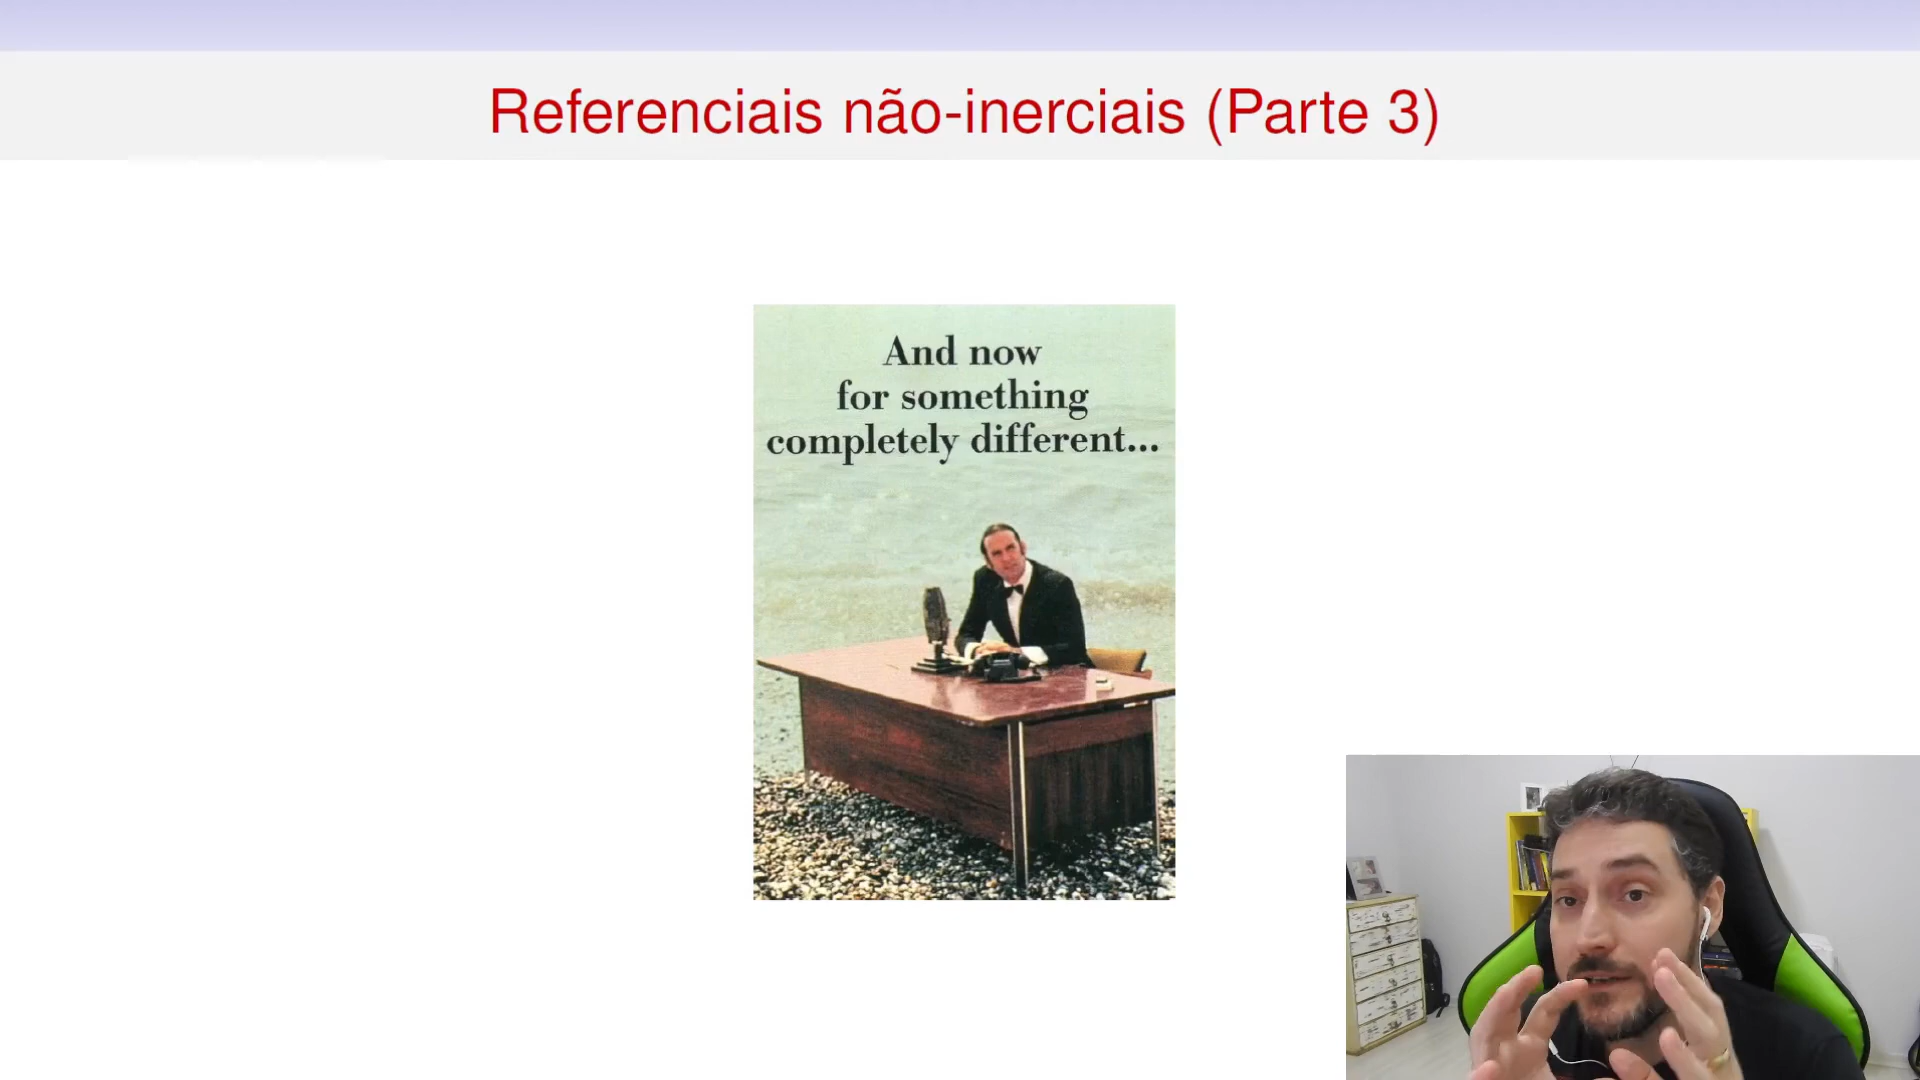 Referenciais não-inerciais (Parte 3)
And now
for something
completely different...